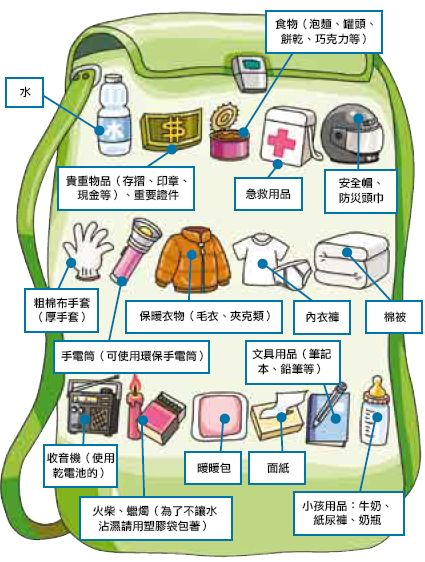 食物（泡麵、罐頭、
餅乾、巧克力等）
水
水
貴重物品（存摺、印章、
現金等）、重要證件
急救用品
安全帽、
防災頭巾
粗棉布手套
（厚手套）
保暖衣物（毛衣、夾克類）
內衣褲
棉被
手電筒（可使用環保手電筒）
文具用品（筆記
本、鉛筆等）
收音機（使用
乾電池的）
暖暖包
面紙
火柴、蠟燭（為了不讓水
沾濕請用塑膠袋包著）
小孩用品：牛奶、
紙尿褲、奶瓶